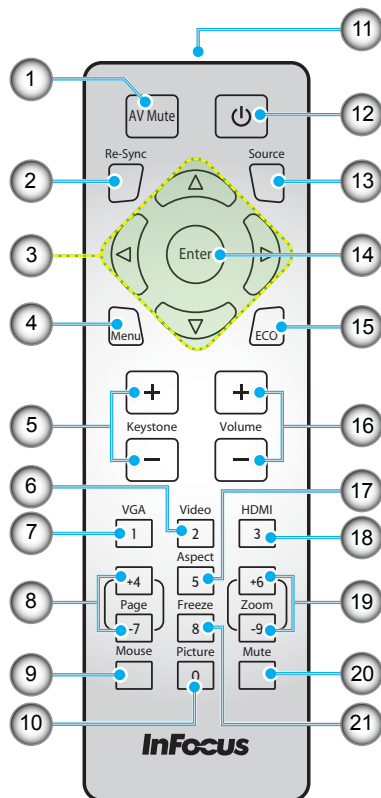 11
1
AV Mute
12
Re-Sync
Source
2
13
3
Enter
14
4
Menu
ECO
15
+
+
5
Keystone
Volume
16
−
−
6
17
VGA
Video
HDMI
7
1
2
3
18
Aspect
8
+4
5
+6
19
Page
Freeze
Zoom
-7
8
-9
Mouse
Picture
Mute
9
0
20
10
21
InFocus